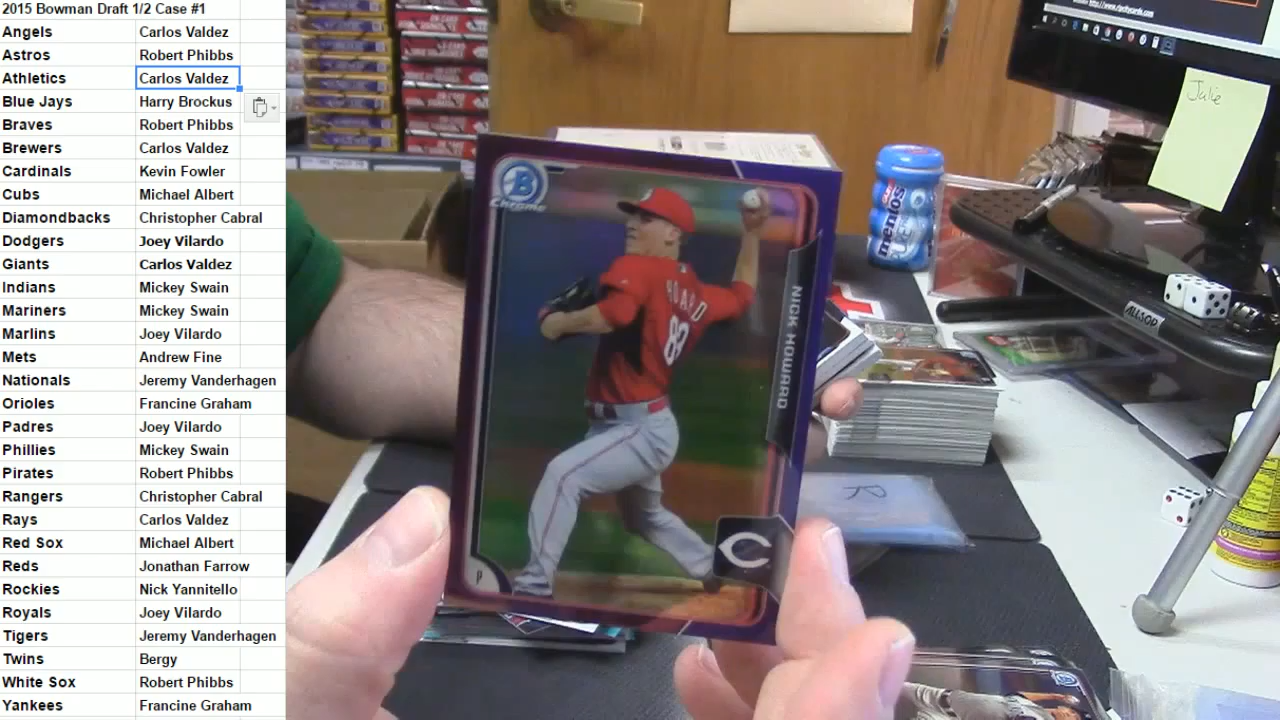 2015 Bowman Draft 1/2 Case #1
Angels Carlos Valdez
Astros Robert Phibbs
Athletics Carlos Valdez
Blue Jays Harry Brockus
Braves Robert Phibbs
Brewers Carlos Valdez
Cardinals Kevin Fowler
Cubs Michael Albert
Diamondbacks Christopher Cabral
Dodgers Joey Vilardo
Giants Carlos Valdez
Indians Mickey Swain
Mariners Mickey Swain
Marlins Joey Vilardo
Mets Andrew Fine
Nationals Jeremy Vanderhagen
Orioles Francine Graham
Padres Joey Vilardo
Phillies Mickey Swain
Pirates Robert Phibbs
Rangers Christopher Cabral
Rays Carlos Valdez
Red Sox Michael Albert
Reds Jonathan Farrow
Rockies Nick Yannitello
Royals Joey Vilardo
Tigers Jeremy Vanderhagen
Twins Bergy
White Sox Robert Phibbs
Yankees Francine Graham
B
Chrome
NICK HOWARD
C
P
mentos
Julie
ALLSOP
R